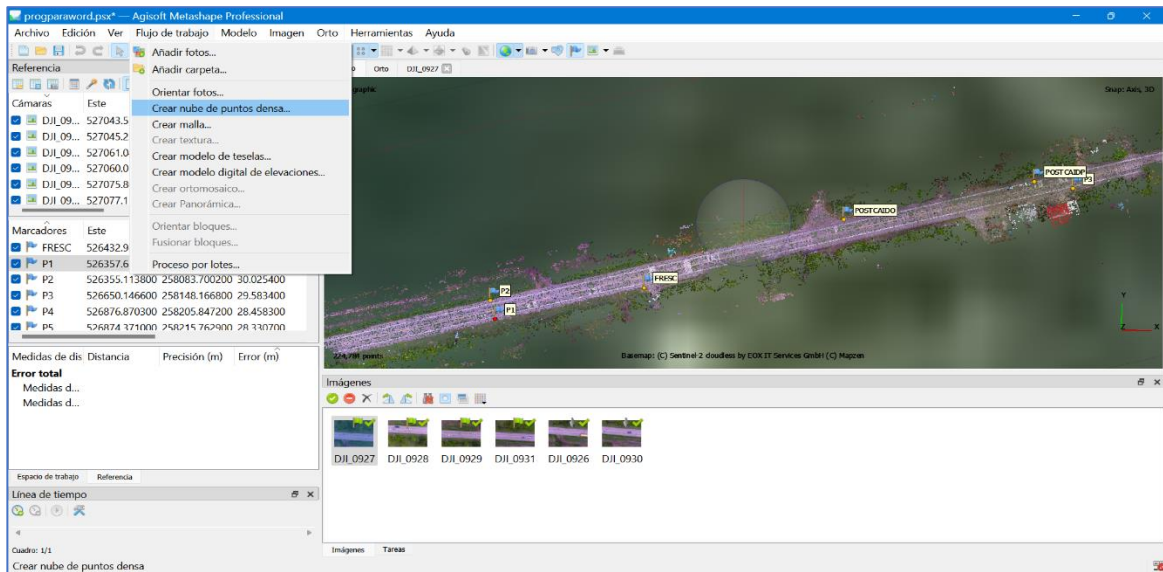 progparaword.psx* — Agisoft Metashape Professional
Archivo Edición Ver Flujo de trabajo Modelo Imagen Orto Herramientas Ayuda
Añadir fotos...
Añadir carpeta...
Orientar fotos...
Crear nube de puntos densa...
Crear malla...
Crear textura...
Crear modelo de teselas...
Crear modelo digital de elevaciones...
Crear ortomosaico...
Crear Panorámica...
Orientar bloques...
Fusionar bloques...
Proceso por lotes...
Referencia
Cámaras Este
DJI_09... 527043.5
DJI_09... 527045.2
DJI_09... 527061.0
DJI_09... 527060.0
DJI_09... 527075.8
DJI_09... 527077.1
Marcadores Este
FRESC 526432.9
P1 526357.6
P2 526355.113800 258083.700200 30.025400
P3 526650.146600 258148.166800 29.583400
P4 526876.870300 258205.847200 28.458300
P5 526874.371000 258215.762900 28.330700
Medidas de dis Distancia Precisión (m) Error (m)
Error total
Medidas d...
Medidas d...
Espacio de trabajo Referencia
Línea de tiempo
Cuadro: 1/1
Crear nube de puntos densa
Orto DJI_0927
Snap: Axis, 3D
POST CAIDP
P3
POSTCAIDO
FRESC
P2
P1
Y
Z X
points
Basemap: (C) Sentinel-2 cloudless by EOX IT Services GmbH (C) Mapzen
Imágenes
DJI_0927 DJI_0928 DJI_0929 DJI_0931 DJI_0926 DJI_0930
Imágenes Tareas